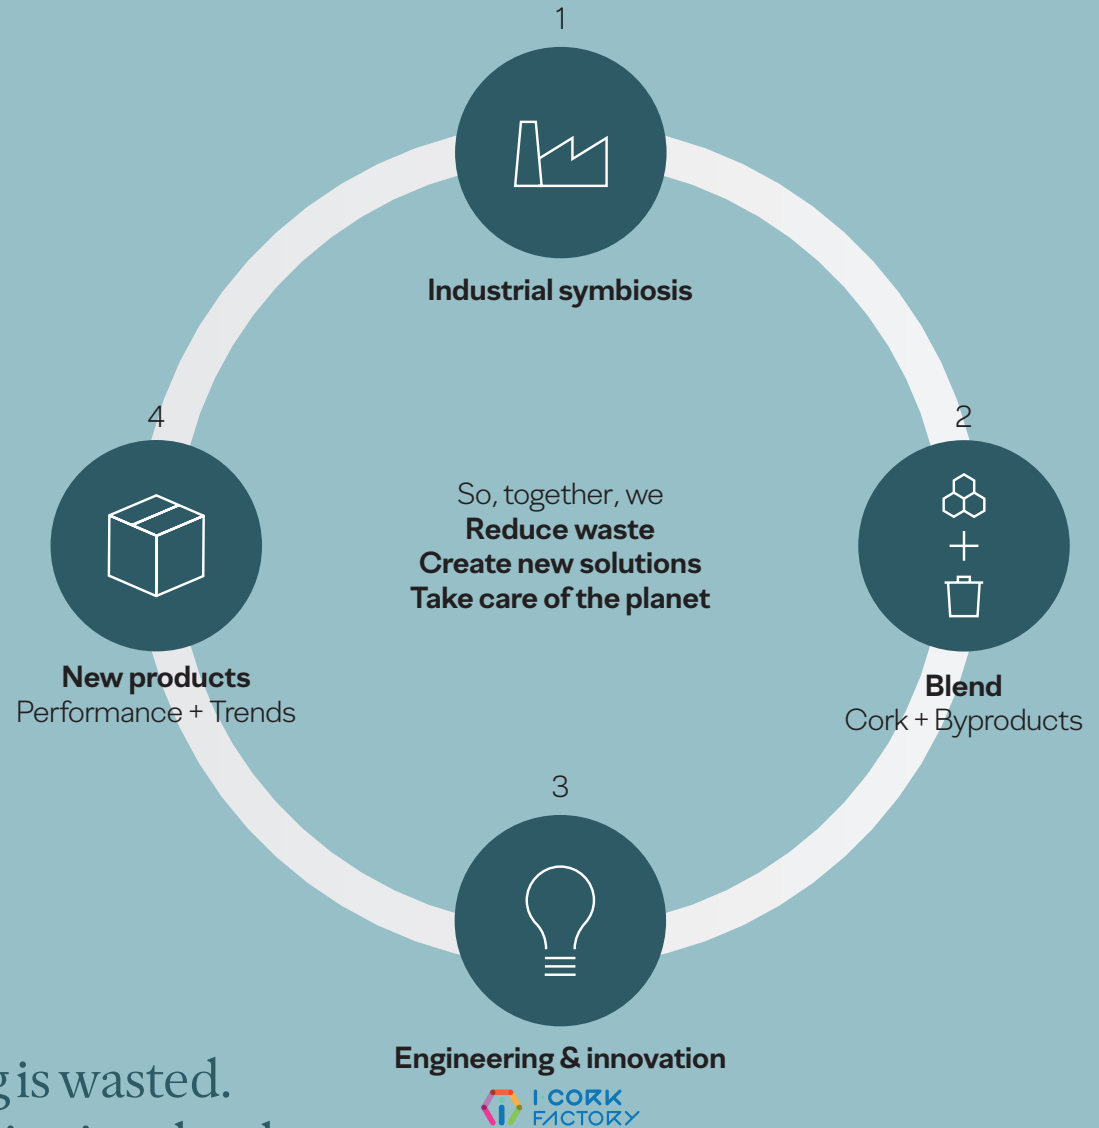 1
Industrial symbiosis
4
2
So, together, we
Reduce waste
Create new solutions
Take care of the planet
New products
Performance + Trends
Blend
Cork + Byproducts
3
Engineering & innovation
is wasted.
I CORK
FACTORY